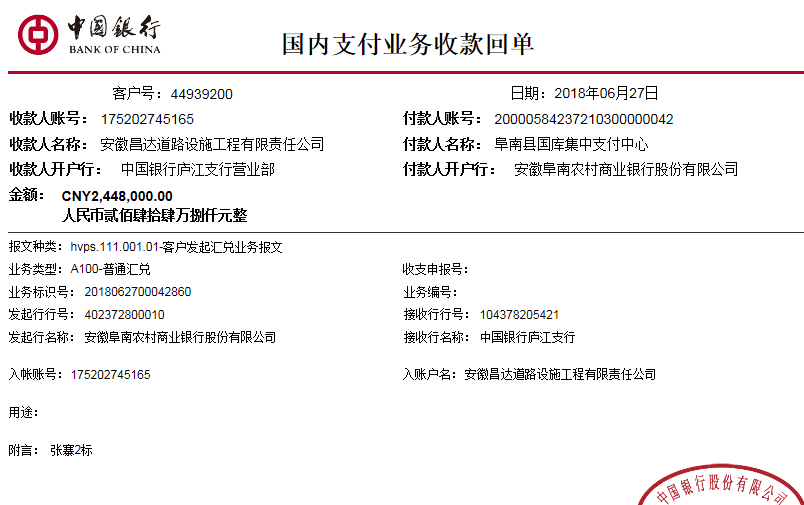 中国银行
BANK OF CHINA
国内支付业务收款回单
客户号：44939200 日期：2018年06月27日
收款人账号：175202745165 付款人账号：20000584237210300000042
收款人名称：安徽昌达道路设施工程有限责任公司 付款人名称：阜南县国库集中支付中心
收款人开户行：中国银行庐江支行营业部 付款人开户行：安徽阜南农村商业银行股份有限公司
金额：CNY2,448,000.00
人民币贰佰肆拾肆万捌仟元整
报文种类：hvps.111.001.01-客户发起汇兑业务报文
业务类型：A100-普通汇兑 收支申报号：
业务标识号：2018062700042860 业务编号：
发起行行号：402372800010 接收行行号：104378205421
发起行名称：安徽阜南农村商业银行股份有限公司 接收行名称：中国银行庐江支行
入帐账号：175202745165 入账户名：安徽昌达道路设施工程有限责任公司
用途：
附言：张寨2标
中国银行股份有限公司